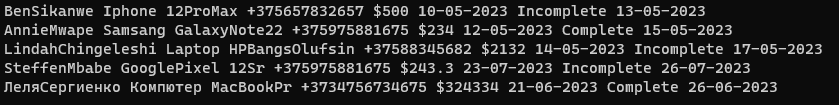 BenSikanwe Iphone 12ProMax +375657832657 $500 10-05-2023 Incomplete 13-05-2023
AnnieMwape Samsang GalaxyNote22 +375975881675 $234 12-05-2023 Complete 15-05-2023
LindahChingeleshi Laptop HPBangsOlufsin +37588345682 $2132 14-05-2023 Incomplete 17-05-2023
SteffenMbabe GooglePixel 12Sr +375975881675 $243.3 23-07-2023 Incomplete 26-07-2023
ЛеляСергиенко Компютер MacBookPr +3734756734675 $324334 21-06-2023 Complete 26-06-2023